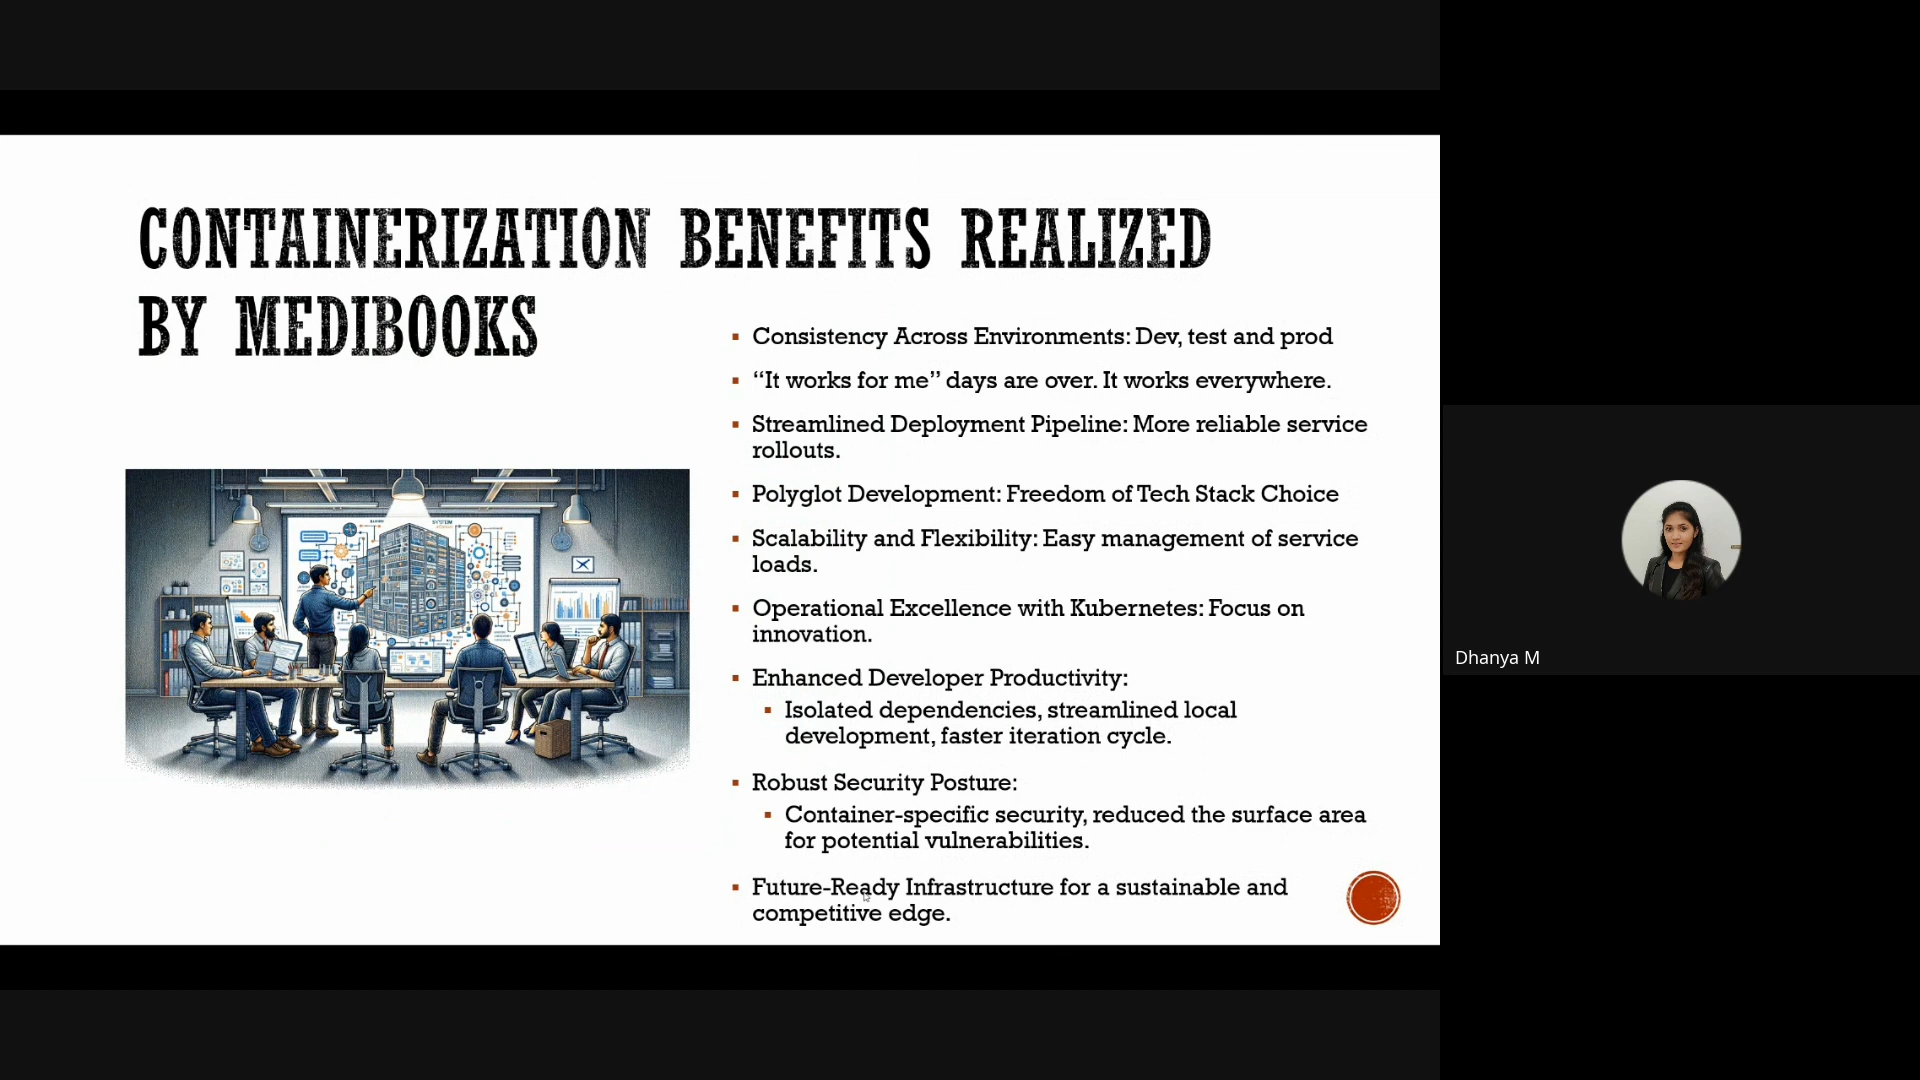 CONTAINERIZATION BENEFITS REALIZED
BY MEDIBOOKS
▪ Consistency Across Environments: Dev, test and prod
▪ “It works for me” days are over. It works everywhere.
▪ Streamlined Deployment Pipeline: More reliable service
rollouts.
▪ Polyglot Development: Freedom of Tech Stack Choice
▪ Scalability and Flexibility: Easy management of service
loads.
▪ Operational Excellence with Kubernetes: Focus on
innovation.
▪ Enhanced Developer Productivity:
▪ Isolated dependencies, streamlined local
development, faster iteration cycle.
▪ Robust Security Posture:
▪ Container-specific security, reduced the surface area
for potential vulnerabilities.
▪ Future-Ready Infrastructure for a sustainable and
competitive edge.
Dhanya M